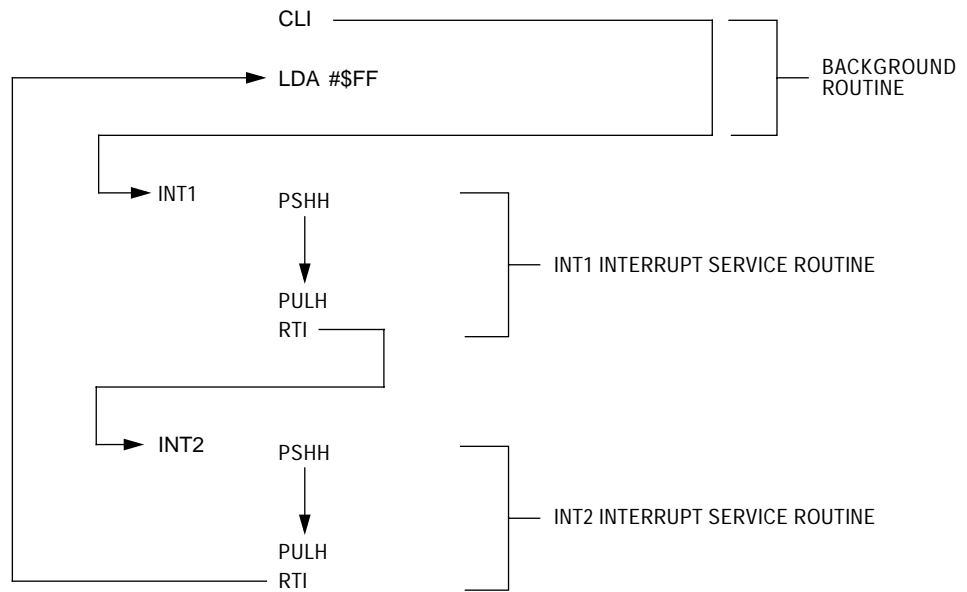 CLI
LDA #$FF
BACKGROUND
ROUTINE
INT1
PSHH
INT1 INTERRUPT SERVICE ROUTINE
PULH
RTI
INT2
PSHH
INT2 INTERRUPT SERVICE ROUTINE
PULH
RTI